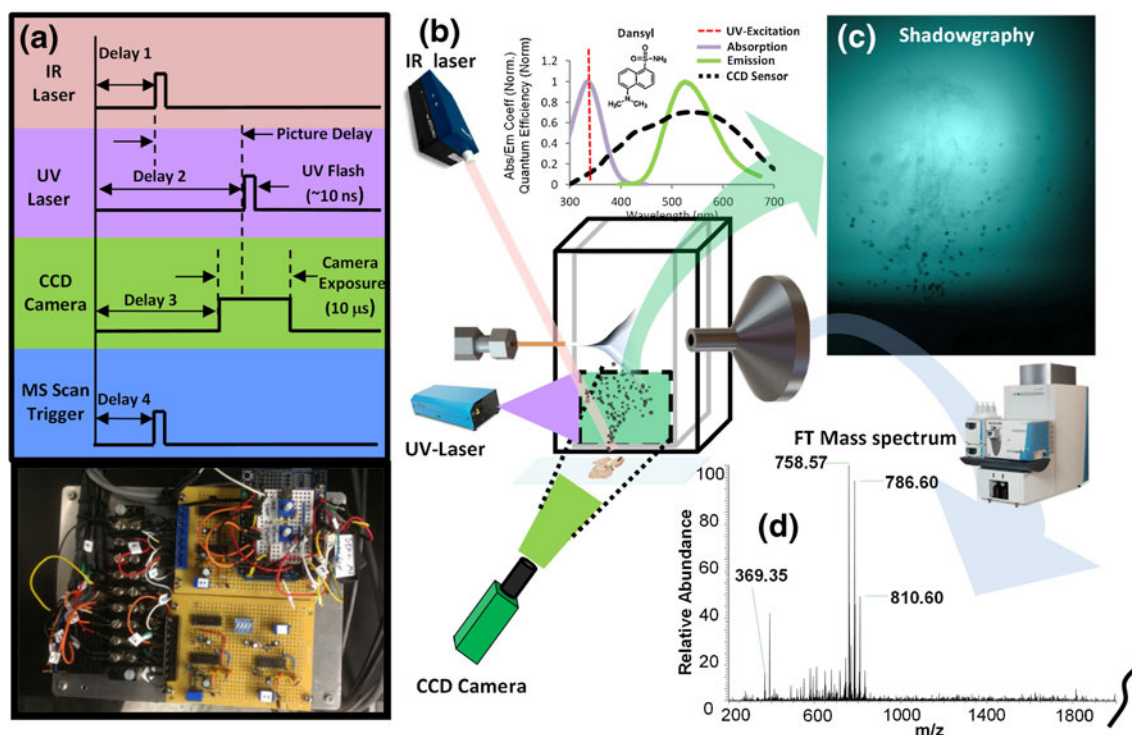 (a)
Delay 1
IR
Laser
Picture Delay
UV
Laser
Delay 2
UV Flash
(~10 ns)
CCD
Camera
Delay 3
Camera
Exposure
(10 µs)
MS Scan
Trigger
Delay 4
(b)
IR laser
Abs/Em Coeff (Norm.)
Quantum Efficiency (Norm)
1.2
1
0.8
0.6
0.4
0.2
0
300
400
500
600
700
Wavelength (nm)
Dansyl
O=S-NH₂
O
H₃C-N-CH₃
UV-Excitation
Absorption
Emission
CCD Sensor
UV-Laser
CCD Camera
(c)
Shadowgraphy
FT Mass spectrum
(d)
Relative Abundance
100
80
60
40
20
0
758.57
786.60
369.35
810.60
200
600
1000
1400
1800
m/z